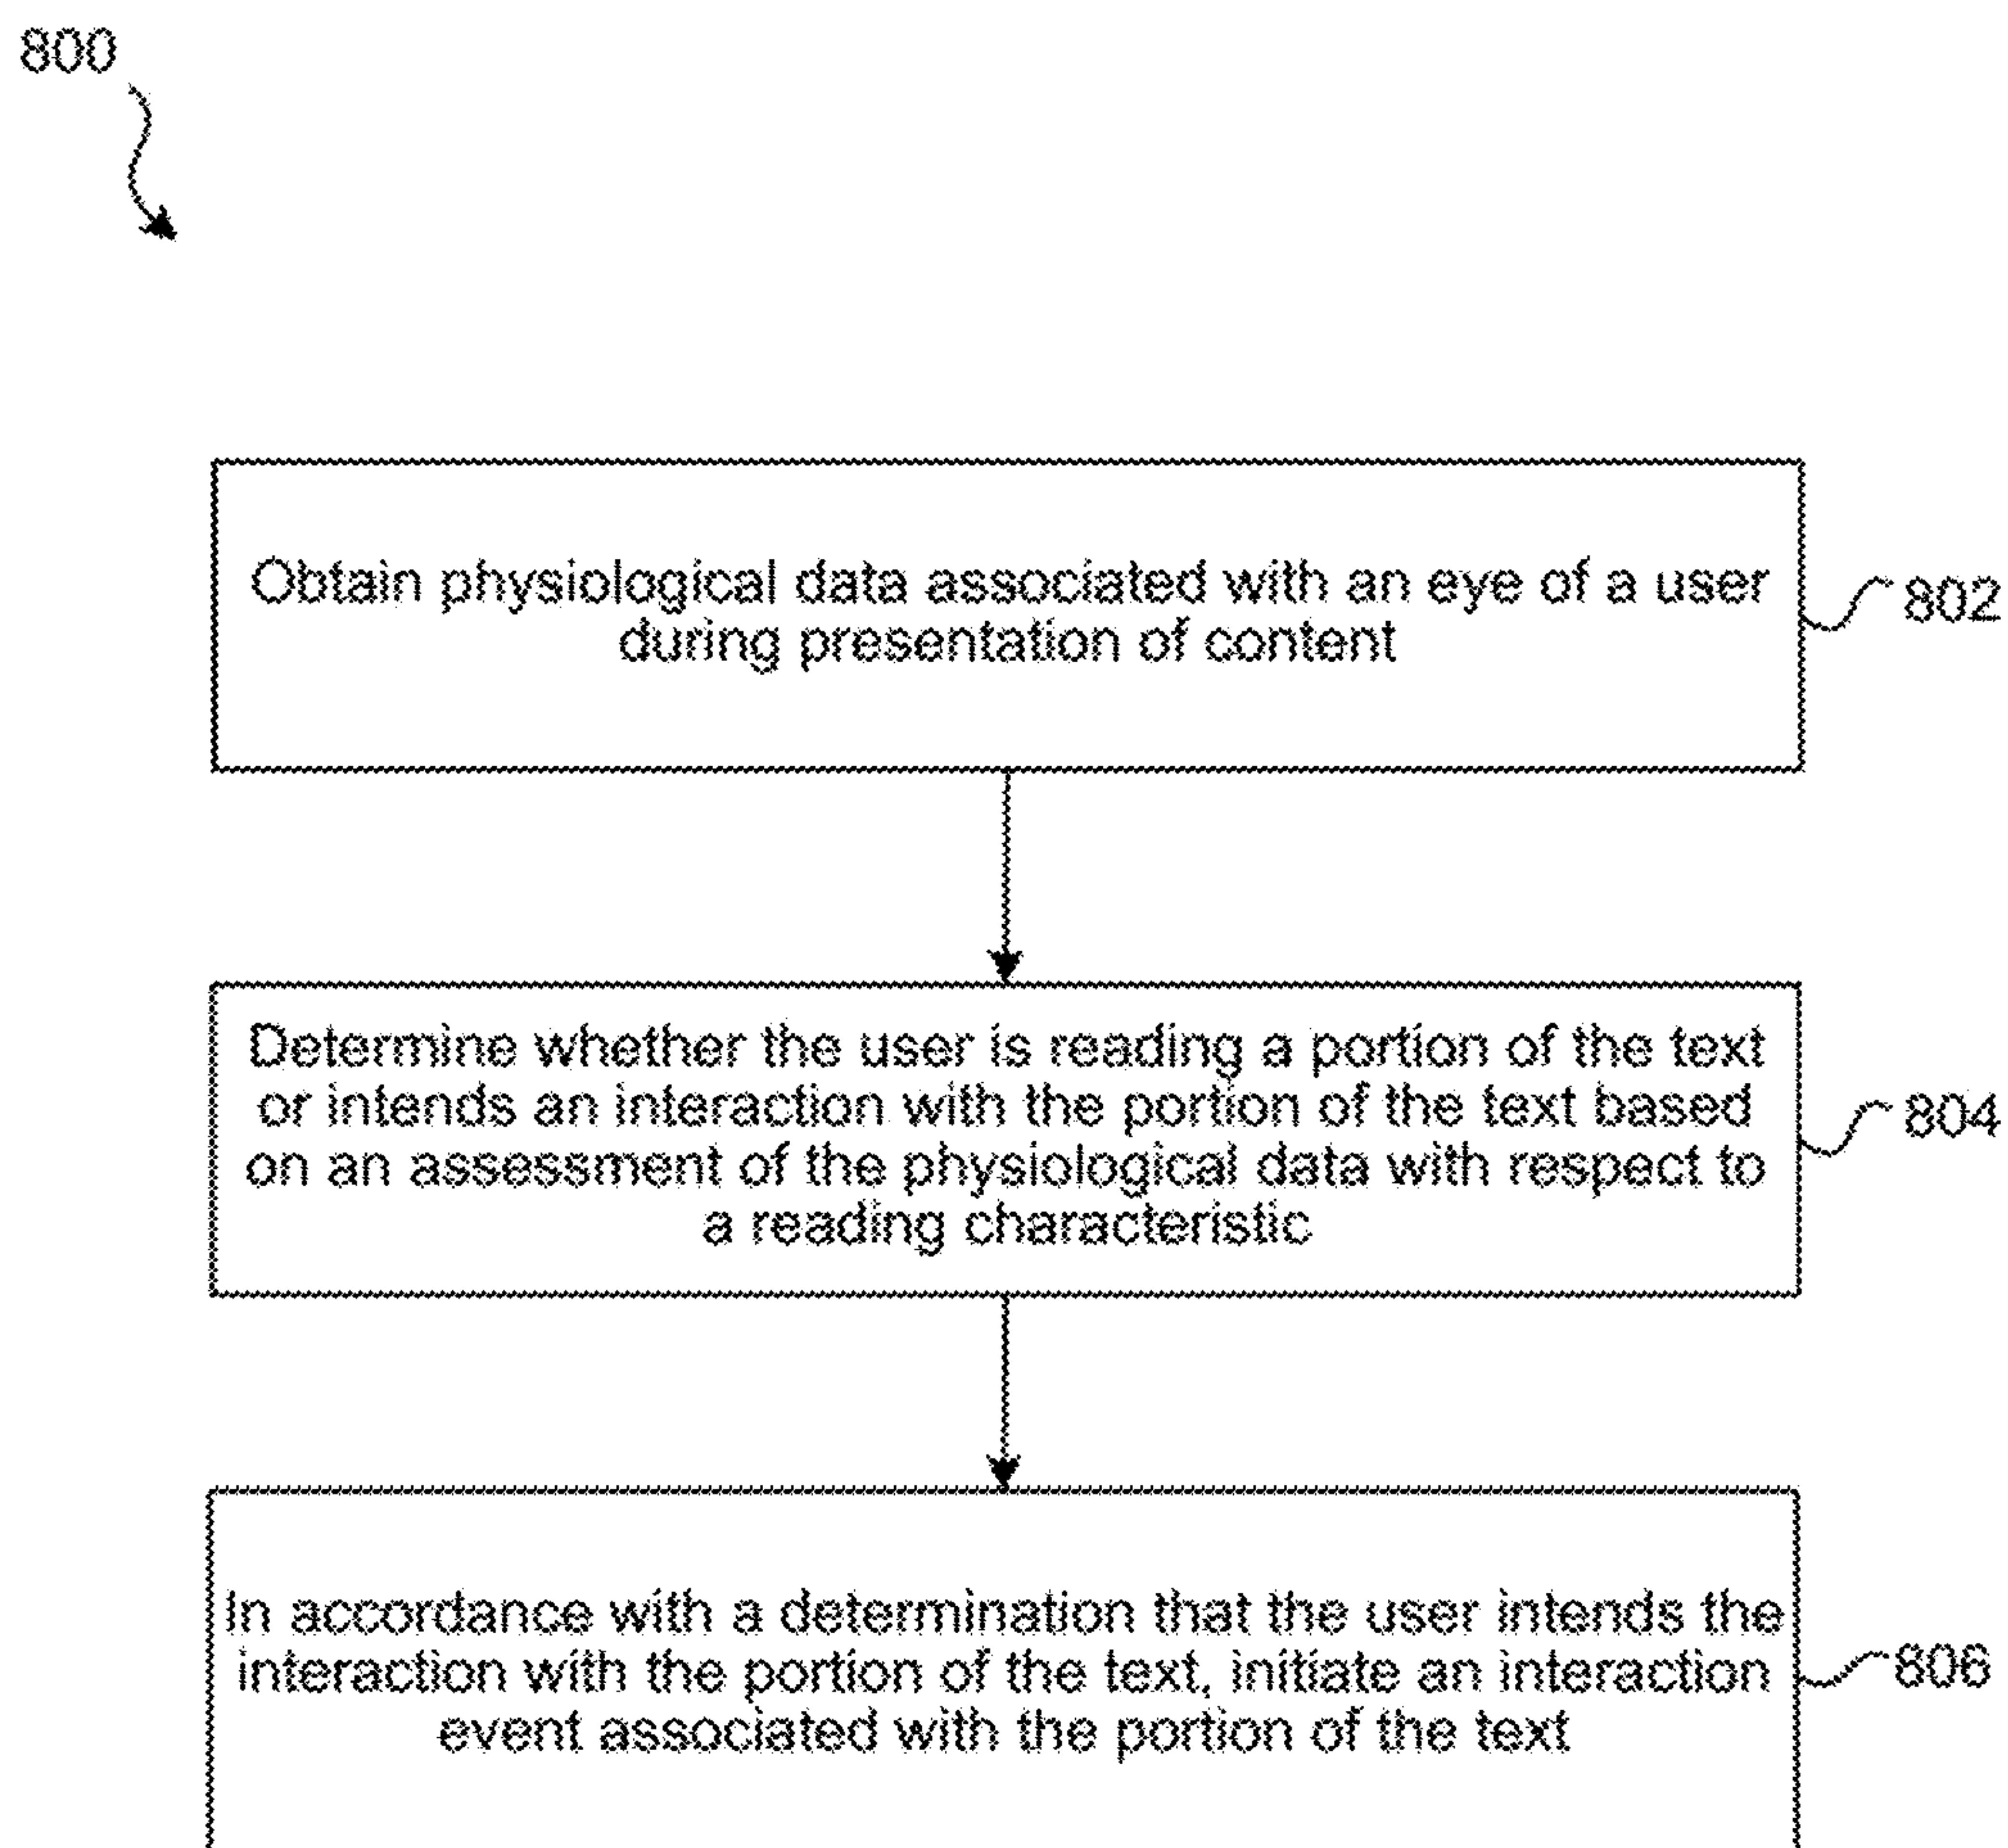 800
Obtain physiological data associated with an eye of a user
during presentation of content
802
Determine whether the user is reading a portion of the text
or intends an interaction with the portion of the text based
on an assessment of the physiological data with respect to
a reading characteristic
804
In accordance with a determination that the user intends the
interaction with the portion of the text, initiate an interaction
event associated with the portion of the text
806